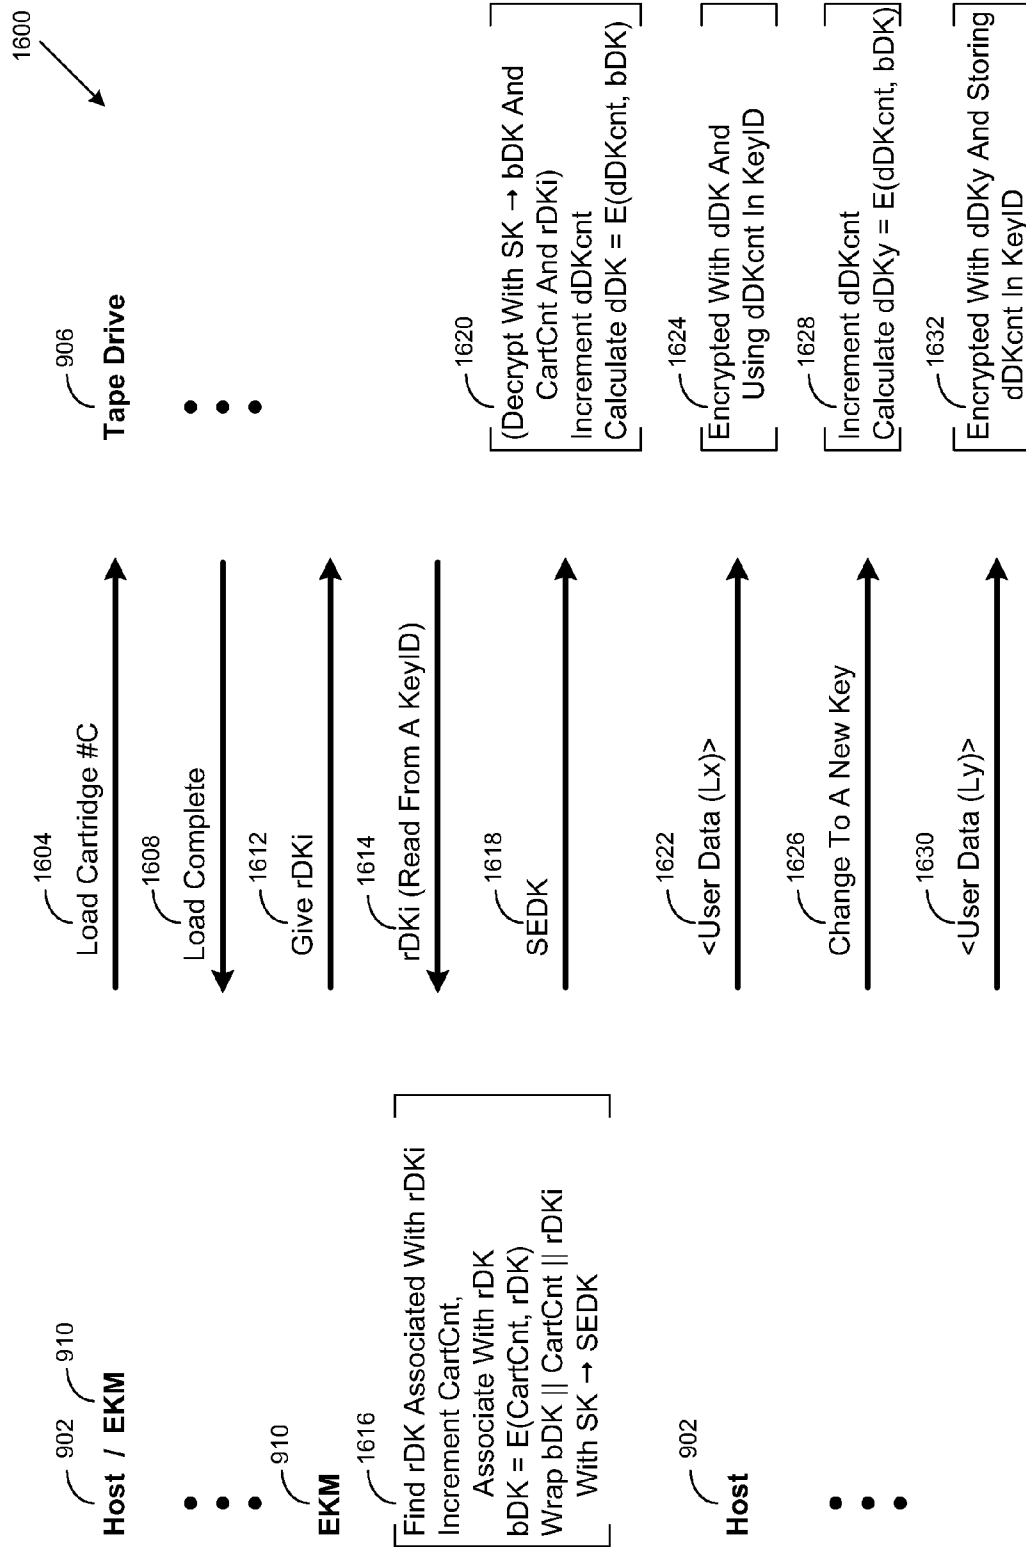 1600
902
910
Host / EKM
906
Tape Drive
1604
Load Cartridge #C
1608
Load Complete
910
EKM
1612
Give rDKi
1614
rDKi (Read From A KeyID)
1616
Find rDK Associated With rDKi
Increment CartCnt,
Associate With rDK
bDK = E(CartCnt, rDK)
Wrap bDK || CartCnt || rDKi
With SK → SEDK
1618
SEDK
1620
(Decrypt With SK → bDK And
CartCnt And rDKi)
Increment dDKcnt
Calculate dDK = E(dDKcnt, bDK)
902
Host
1622
<User Data (Lx)>
1624
Encrypted With dDK And
Using dDKcnt In KeyID
1626
Change To A New Key
1628
Increment dDKcnt
Calculate dDKy = E(dDKcnt, bDK)
1630
<User Data (Ly)>
1632
Encrypted With dDKy And Storing
dDKcnt In KeyID